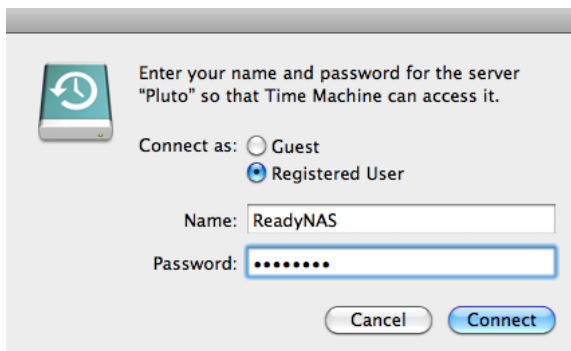 Enter your name and password for the server
“Pluto” so that Time Machine can access it.
Connect as: Guest
Registered User
Name: ReadyNAS
Password: ••••••••
Cancel Connect